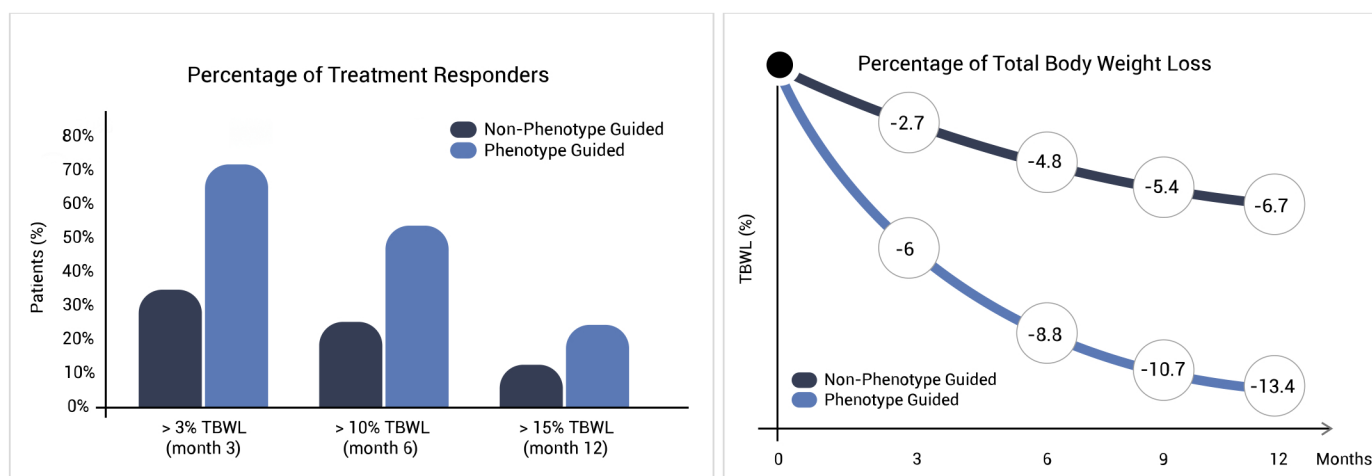 Percentage of Treatment Responders
Non-Phenotype Guided
Phenotype Guided
Patients (%)
80%
70%
60%
50%
40%
30%
20%
10%
0%
> 3% TBWL
(month 3)
> 10% TBWL
(month 6)
> 15% TBWL
(month 12)
Percentage of Total Body Weight Loss
TBWL (%)
-2.7
-4.8
-5.4
-6.7
-6
-8.8
-10.7
-13.4
Non-Phenotype Guided
Phenotype Guided
0 3 6 9 12 Months